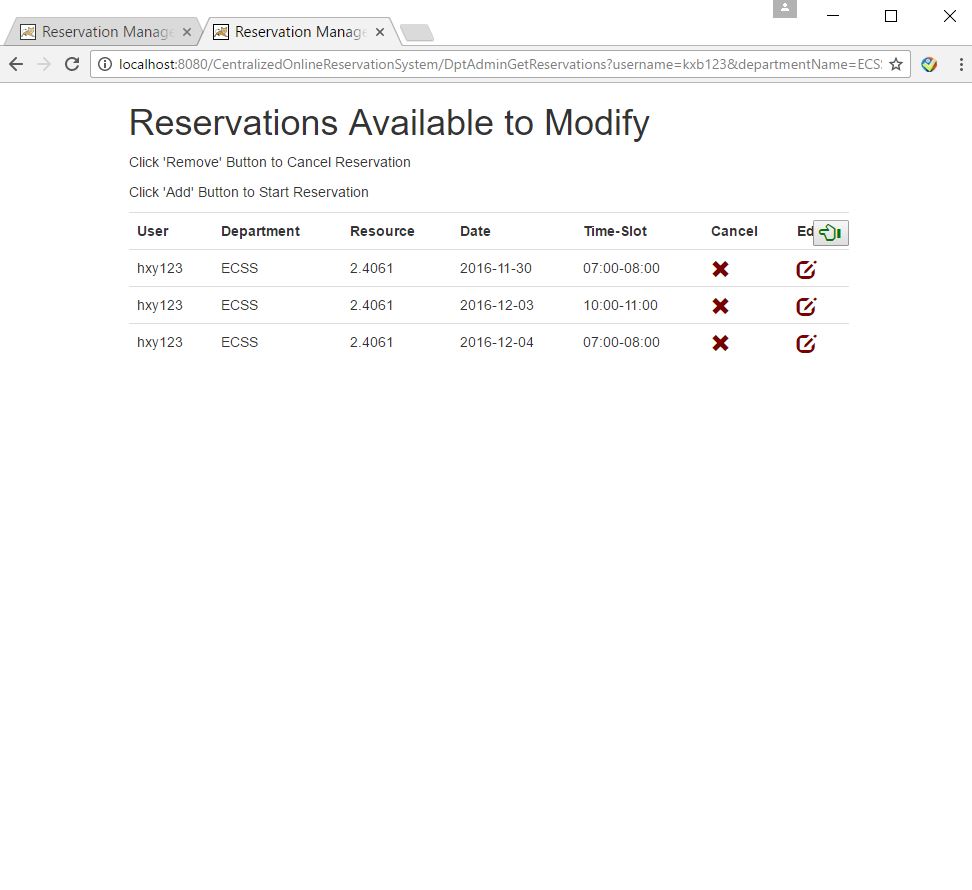 Reservation Manage Reservation Manage
localhost:8080/CentralizedOnlineReservationSystem/DptAdminGetReservations?username=kxb123&departmentName=ECS
Reservations Available to Modify
Click 'Remove' Button to Cancel Reservation
Click 'Add' Button to Start Reservation
User Department Resource Date Time-Slot Cancel Ed
hxy123 ECSS 2.4061 2016-11-30 07:00-08:00
hxy123 ECSS 2.4061 2016-12-03 10:00-11:00
hxy123 ECSS 2.4061 2016-12-04 07:00-08:00